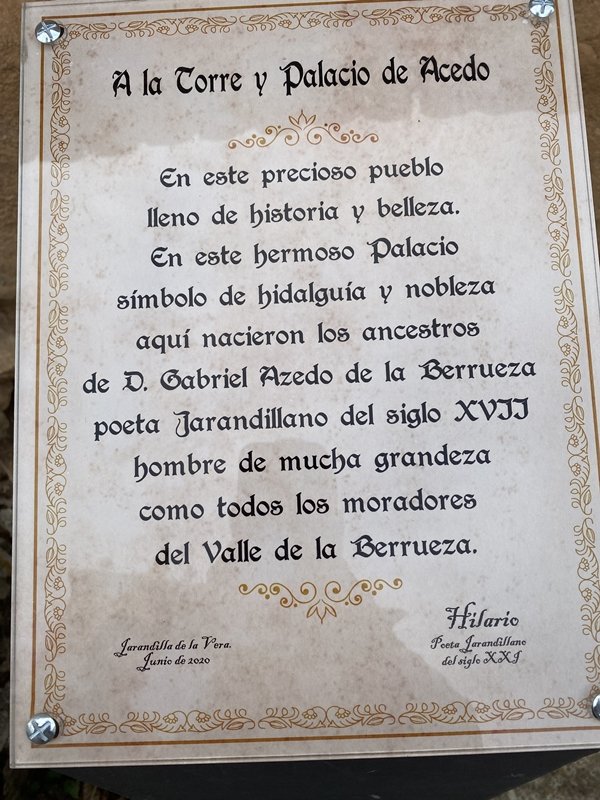 A la Torre y Palacio de Acedo
En este precioso pueblo
lleno de historia y belleza.
En este hermoso Palacio
símbolo de hidalguía y nobleza
aquí nacieron los ancestros
de D. Gabriel Azedo de la Berrueza
poeta Jarandillano del siglo XVII
hombre de mucha grandeza
como todos los moradores
del Valle de la Berrueza.
Hilario
Poeta Jarandillano
del siglo XXI
Jarandilla de la Vera.
Junio de 2020